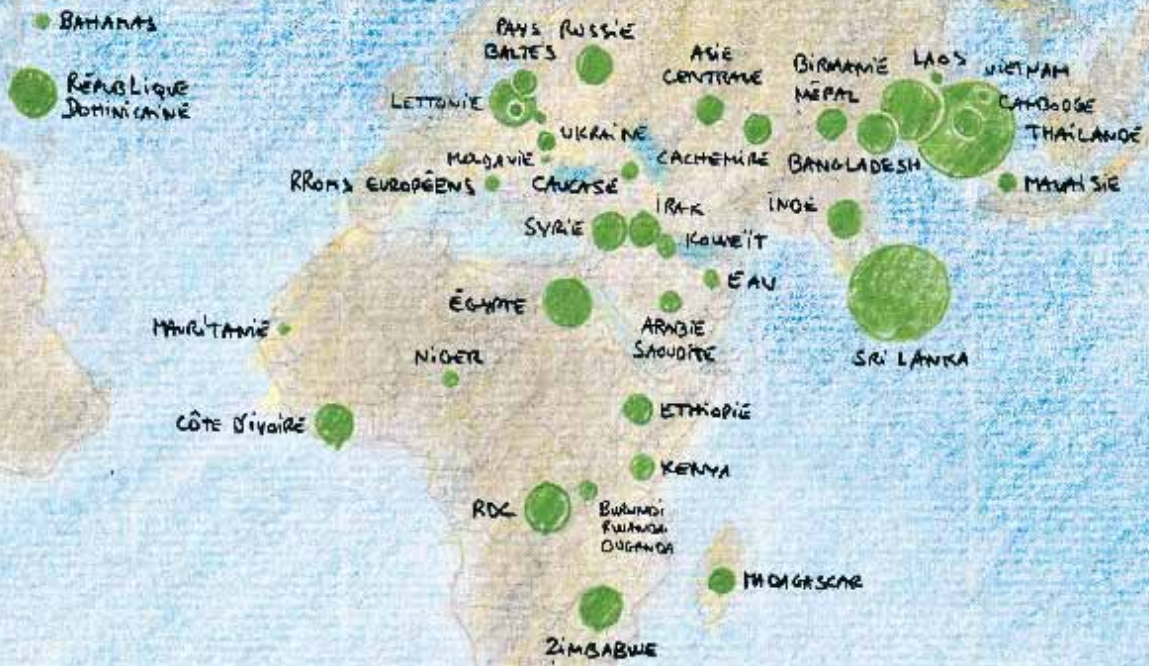 BAHAMAS
RÉPUBLIQUE
DOMINICAINE
PAYS
BALTES
RUSSIE
LETTONIE
UKRAINE
MOLDAVIE
RROMS EUROPÉENS
CAUCASE
ASIE
CENTRALE
CACHEMIRE
BIRMANIE
NÉPAL
LAOS
VIETNAM
CAMBODGE
THAÏLANDE
BANGLADESH
MALAISIE
INDE
SYRIE
IRAK
KOWEÏT
EAU
ÉGYPTE
ARABIE
SAOUDITE
SRI LANKA
MAURITANIE
NIGER
CÔTE D'IVOIRE
ETHIOPIE
KENYA
RDC
BURUNDI
RWANDA
OUGANDA
MADAGASCAR
ZIMBABWE